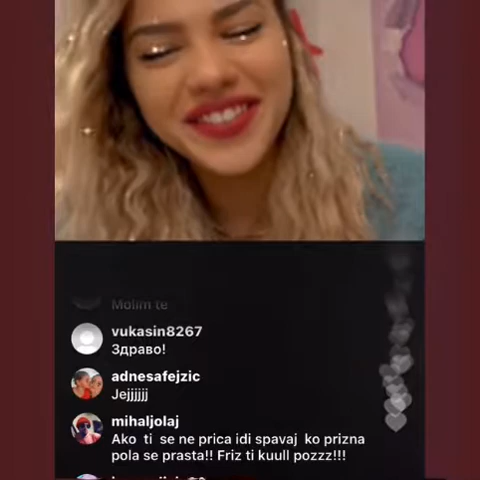 Molim te
vukasin8267
Здраво!
adnesafejzic
Jejjjjjj
mihaljolaj
Ako ti se ne prica idi spavaj ko prizna
pola se prasta!! Friz ti kuull pozzz!!!